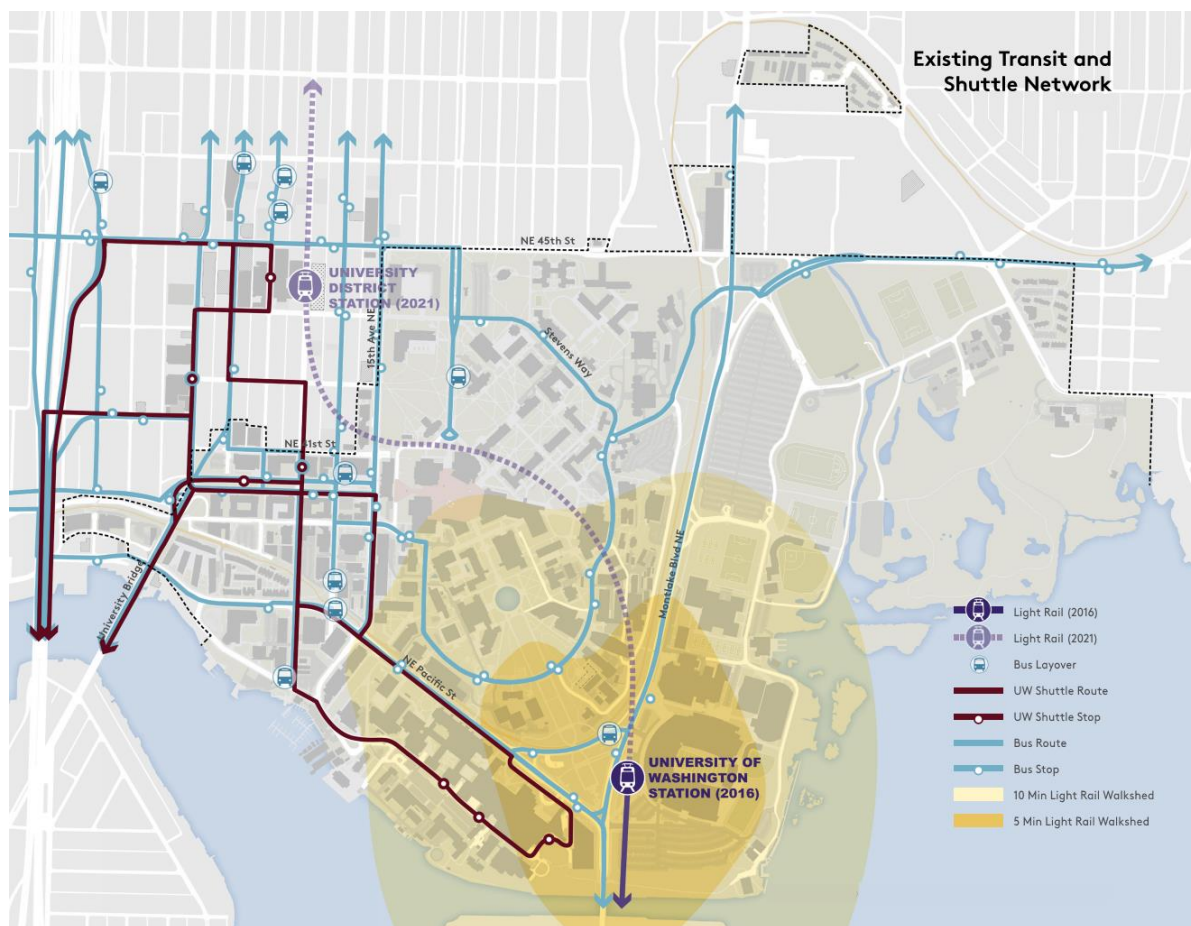 Existing Transit and
Shuttle Network
NE 45th St
UNIVERSITY
DISTRICT
STATION (2021)
15th Ave NE
Stevens Way
NE 41st St
Montlake Blvd NE
University Bridge
NE Pacific St
UNIVERSITY OF
WASHINGTON
STATION (2016)
Light Rail (2016)
Light Rail (2021)
Bus Layover
UW Shuttle Route
UW Shuttle Stop
Bus Route
Bus Stop
10 Min Light Rail Walkshed
5 Min Light Rail Walkshed